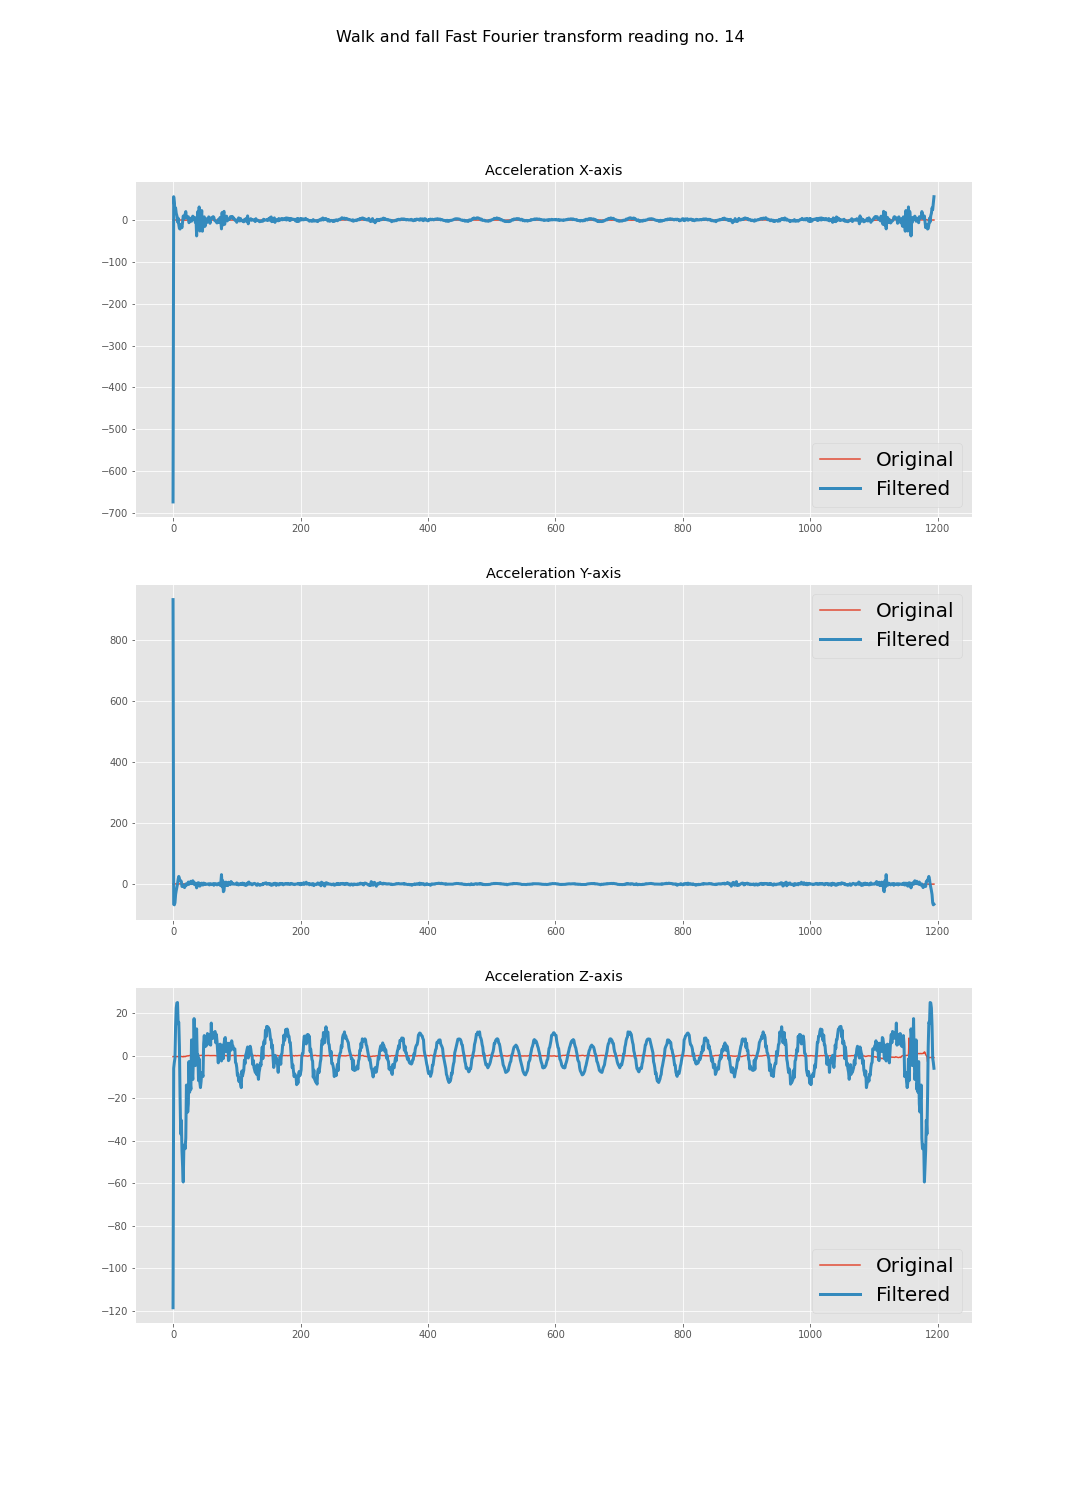 Walk and fall Fast Fourier transform reading no. 14
Acceleration X-axis
0
−100
−200
−300
−400
−500
−600
−700
Original
Filtered
0 200 400 600 800 1000 1200
Acceleration Y-axis
Original
Filtered
800
600
400
200
0
0 200 400 600 800 1000 1200
Acceleration Z-axis
20
0
−20
−40
−60
−80
−100
−120
Original
Filtered
0 200 400 600 800 1000 1200